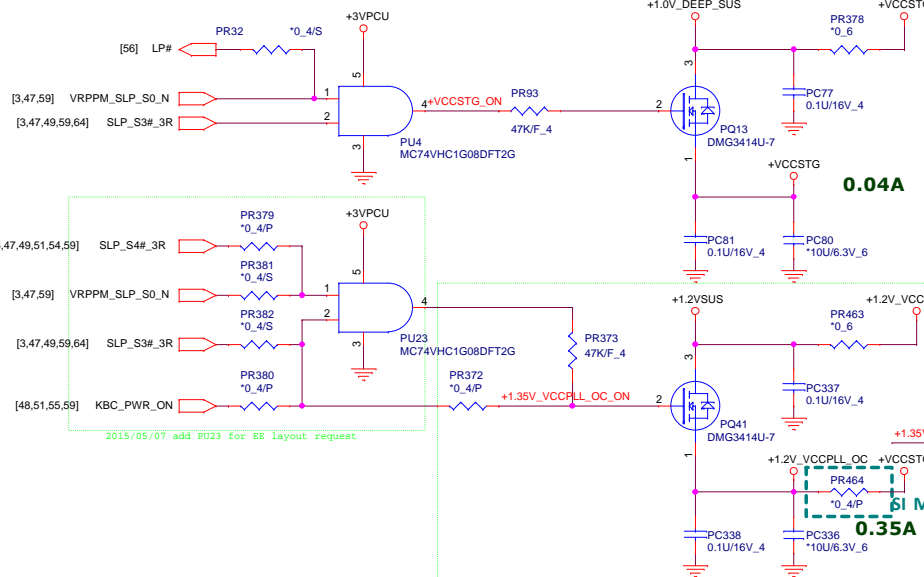 +3VPCU
+1.0V_DEEP_SUS
+VCCSTG
PR32
*0_4/S
PR378
*0_6
[56] LP#
5
3
[3,47,59] VRPPM_SLP_S0_N
1
4
+VCCSTG_ON
PR93
47K/F_4
2
PC77
0.1U/16V_4
[3,47,49,59,64] SLP_S3#_3R
2
PQ13
DMG3414U-7
3
PU4
MC74VHC1G08DFT2G
1
+VCCSTG
0.04A
PR379
*0_4/P
+3VPCU
,47,49,51,54,59] SLP_S4#_3R
PC81
0.1U/16V_4
PC80
*10U/6.3V_6
PR381
*0_4/S
5
[3,47,59] VRPPM_SLP_S0_N
1
4
+1.2VSUS
+1.2V_VCC
PR382
*0_4/S
2
PR463
*0_6
[3,47,49,59,64] SLP_S3#_3R
3
PU23
MC74VHC1G08DFT2G
PR373
47K/F_4
3
PR380
*0_4/P
PR372
*0_4/P
PC337
0.1U/16V_4
[48,51,55,59] KBC_PWR_ON
+1.35V_VCCPLL_OC_ON
2
PQ41
DMG3414U-7
2015/05/07 add PU23 for EE layout request
+1.35V
1
+1.2V_VCCPLL_OC
+VCCSTG
PR464
*0_4/P
SI M
0.35A
PC338
0.1U/16V_4
PC336
*10U/6.3V_6